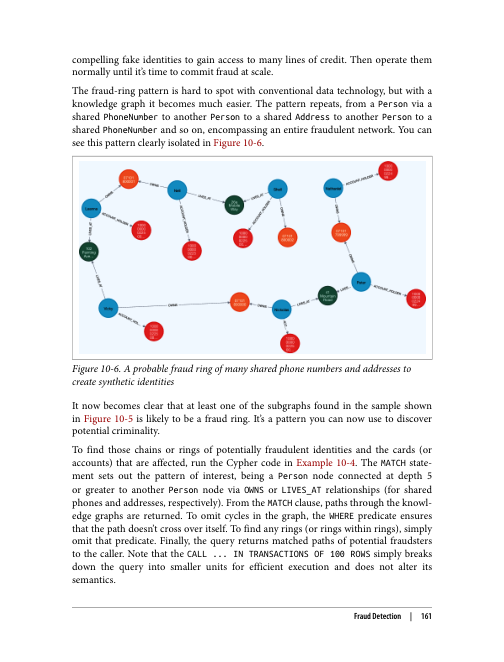 compelling fake identities to gain access to many lines of credit. Then operate them
normally until it's time to commit fraud at scale.
The fraud-ring pattern is hard to spot with conventional data technology, but with a
knowledge graph it becomes much easier. The pattern repeats, from a Person via a
shared PhoneNumber to another Person to a shared Address to another Person to a
shared PhoneNumber and so on, encompassing an entire fraudulent network. You can
see this pattern clearly isolated in Figure 10-6.
OWNS
LIVES_AT
ACCOUNT_HOLDER
Figure 10-6. A probable fraud ring of many shared phone numbers and addresses to
create synthetic identities
It now becomes clear that at least one of the subgraphs found in the sample shown
in Figure 10-5 is likely to be a fraud ring. It's a pattern you can now use to discover
potential criminality.
To find those chains or rings of potentially fraudulent identities and the cards (or
accounts) that are affected, run the Cypher code in Example 10-4. The MATCH state-
ment sets out the pattern of interest, being a Person node connected at depth 5
or greater to another Person node via OWNS or LIVES_AT relationships (for shared
phones and addresses, respectively). From the MATCH clause, paths through the knowl-
edge graphs are returned. To omit cycles in the graph, the WHERE predicate ensures
that the path doesn't cross over itself. To find any rings (or rings within rings), simply
omit that predicate. Finally, the query returns matched paths of potential fraudsters
to the caller. Note that the CALL ... IN TRANSACTIONS OF 100 ROWS simply breaks
down the query into smaller units for efficient execution and does not alter its
semantics.
Fraud Detection | 161